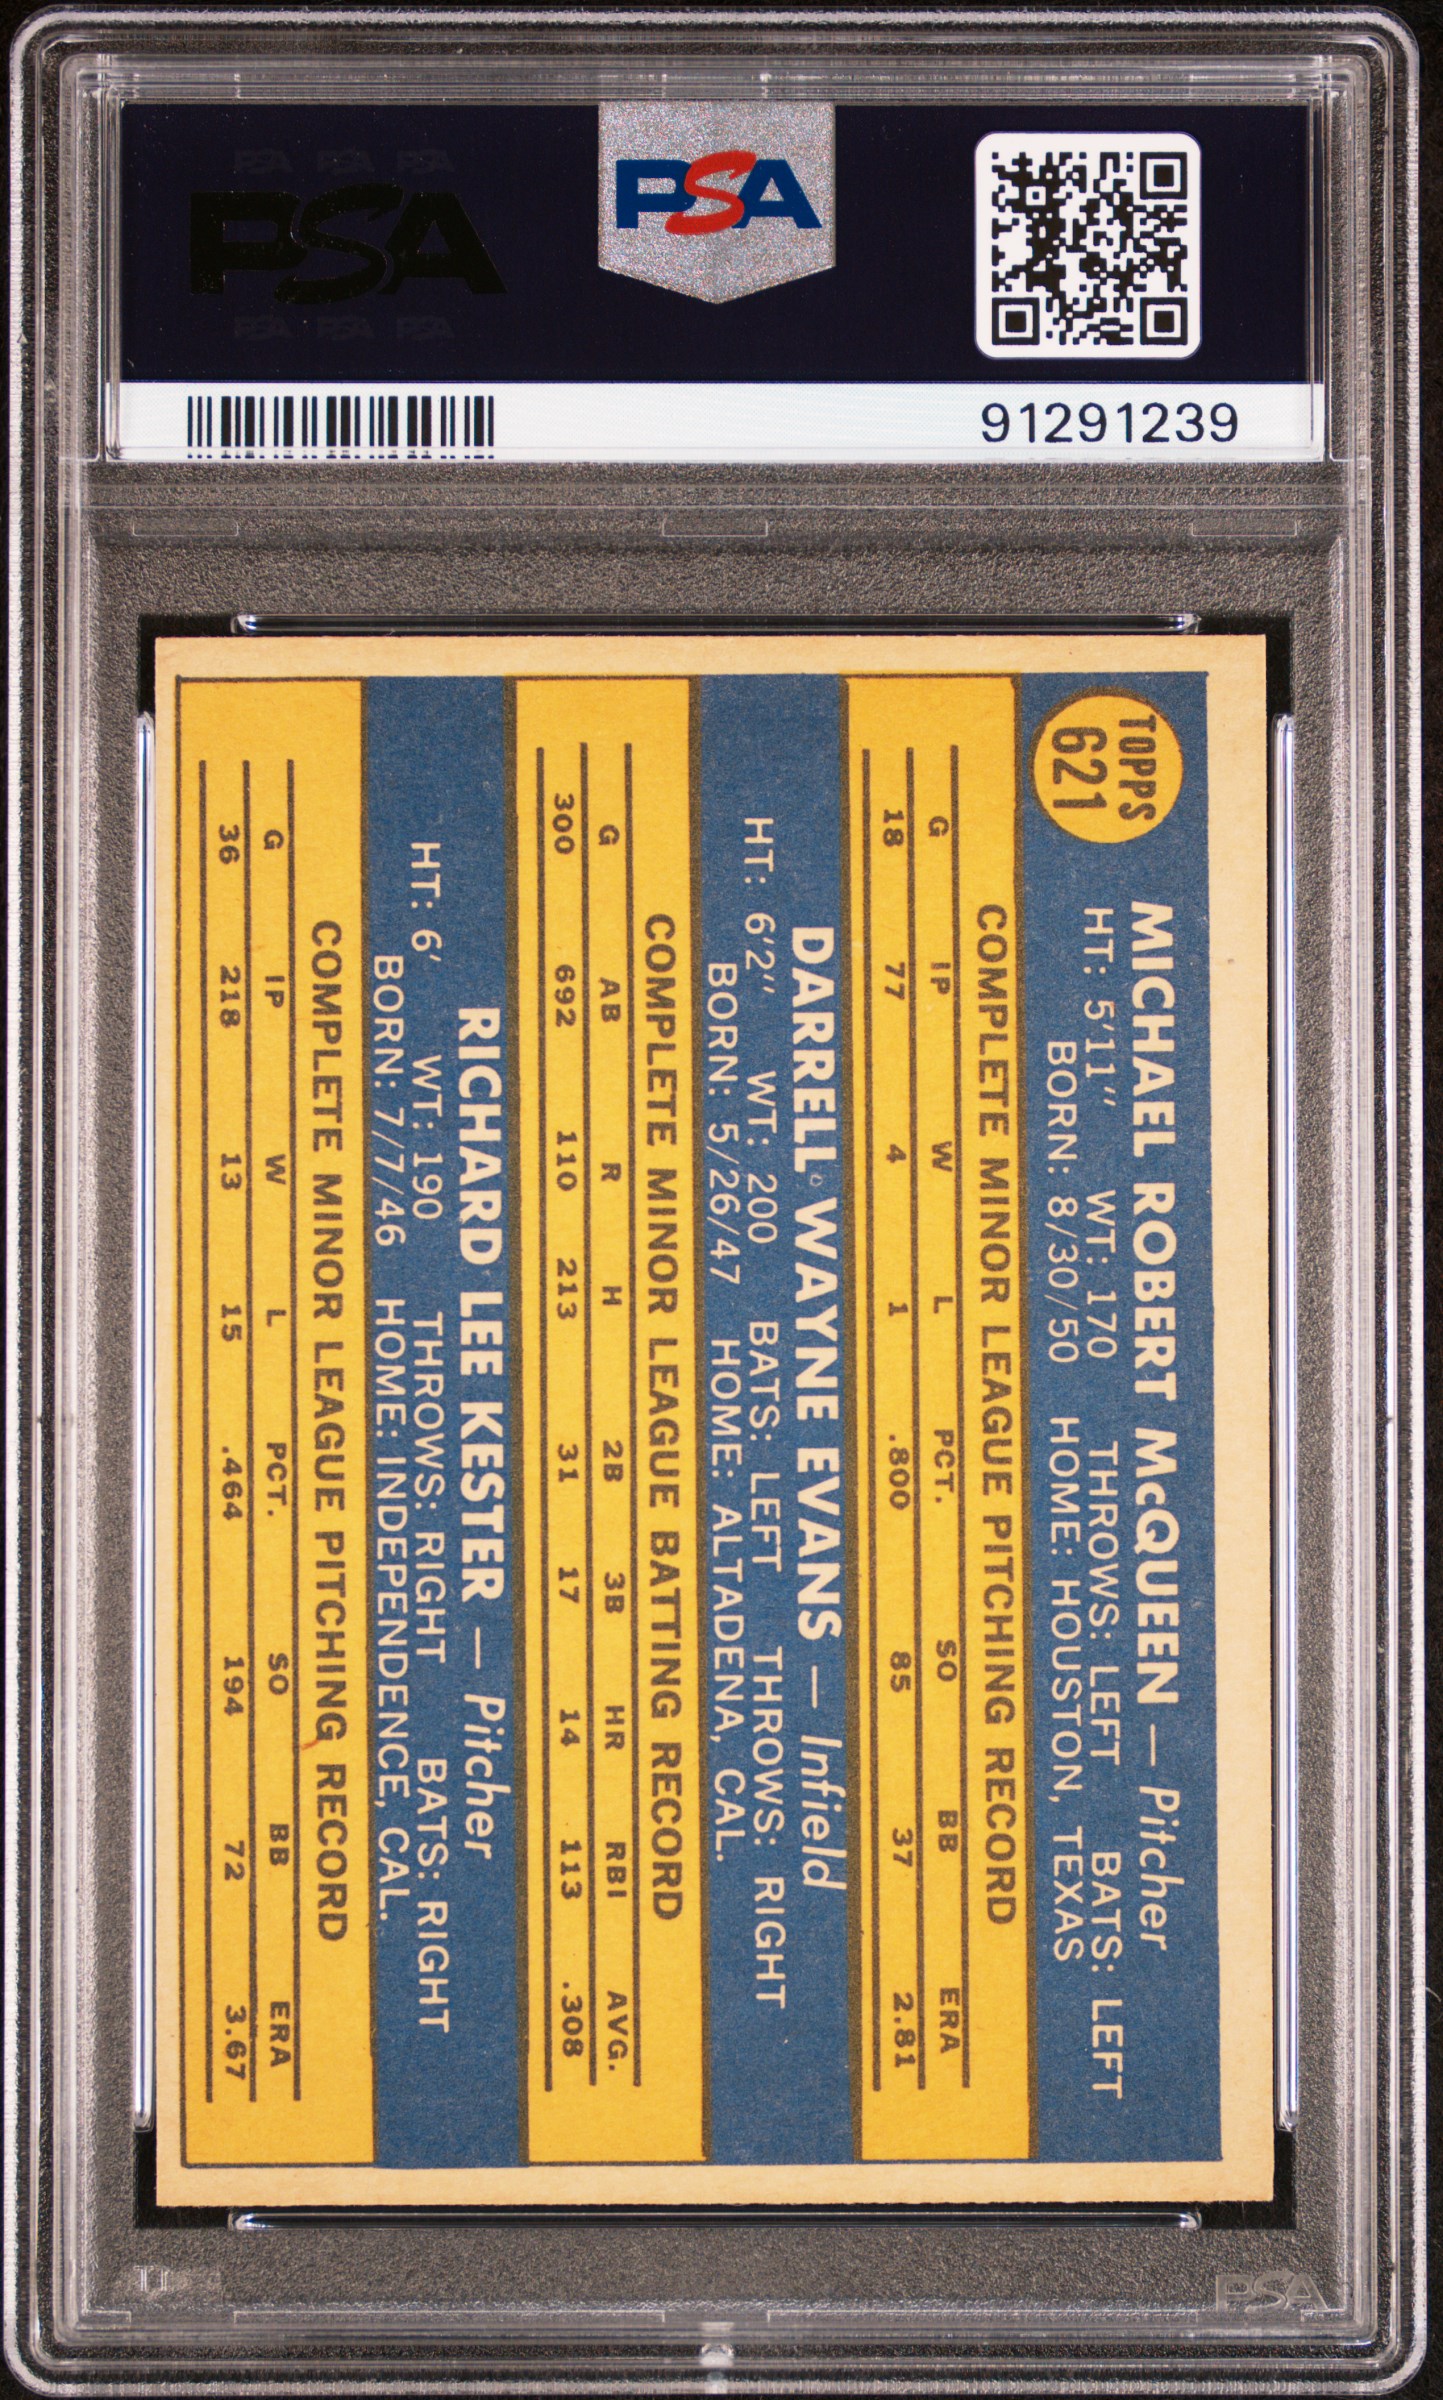 PSA PSA PSA
PSA
PSA PSA PSA
PSA
91291239
TOPPS
621
MICHAEL ROBERT McQUEEN — Pitcher
HT: 5'11" WT: 170 THROWS: LEFT BATS: LEFT
BORN: 8/30/50 HOME: HOUSTON, TEXAS
COMPLETE MINOR LEAGUE PITCHING RECORD
G IP W L PCT. SO BB ERA
18 77 4 1 .800 85 37 2.81
DARRELL WAYNE EVANS — Infield
HT: 6'2" WT: 200 BATS: LEFT THROWS: RIGHT
BORN: 5/26/47 HOME: ALTADENA, CAL.
COMPLETE MINOR LEAGUE BATTING RECORD
G AB R H 2B 3B HR RBI AVG.
300 692 110 213 31 17 14 113 .308
RICHARD LEE KESTER — Pitcher
HT: 6' WT: 190 THROWS: RIGHT BATS: RIGHT
BORN: 7/7/46 HOME: INDEPENDENCE, CAL.
COMPLETE MINOR LEAGUE PITCHING RECORD
G IP W L PCT. SO BB ERA
36 218 13 15 .464 194 72 3.67
PSA